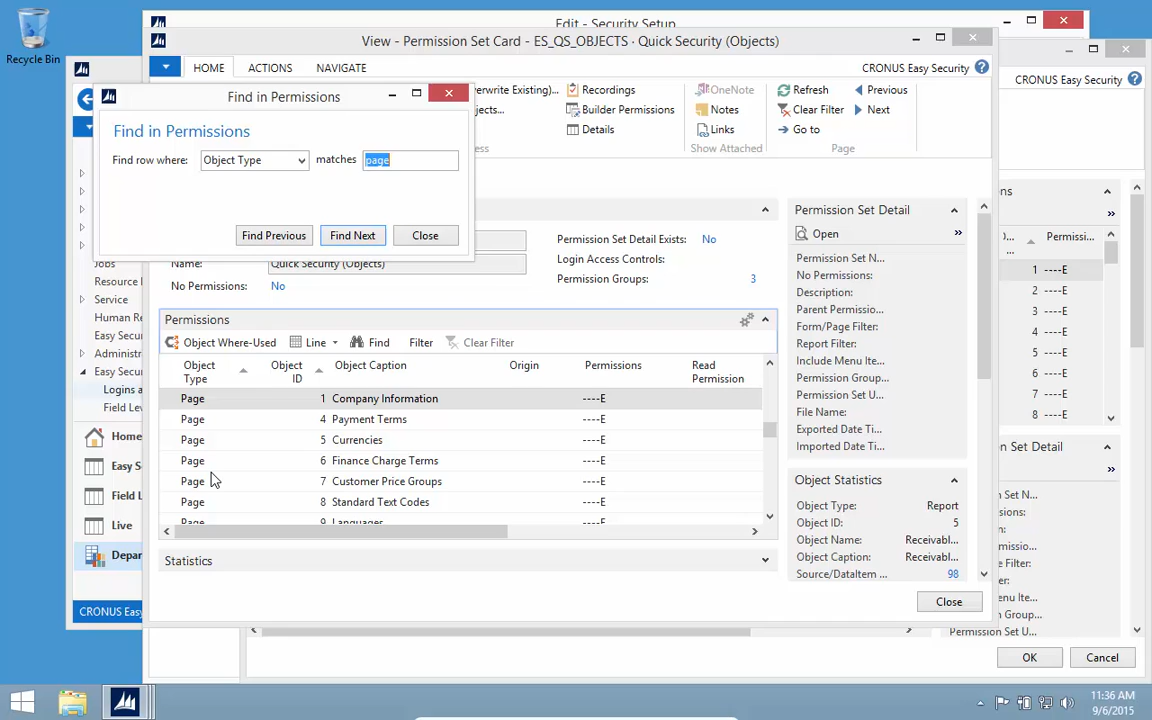 Recycle Bin
Edit - Security Setup
View - Permission Set Card - ES_QS_OBJECTS · Quick Security (Objects)
HOME ACTIONS NAVIGATE CRONUS Easy Security
CRONUS Easy Security
Find in Permissions
Find in Permissions
Find row where: Object Type matches page
Find Previous Find Next Close
Recordings
Builder Permissions
Details
OneNote
Notes
Links
Show Attached
Refresh
Clear Filter
Go to
Previous
Next
Page
Name: Quick Security (Objects)
No Permissions: No
Permission Set Detail Exists: No
Login Access Controls:
Permission Groups: 3
Permissions
Object Where-Used Line Find Filter Clear Filter
Object Type Object ID Object Caption Origin Permissions Read Permission
Page 1 Company Information ----E
Page 4 Payment Terms ----E
Page 5 Currencies ----E
Page 6 Finance Charge Terms ----E
Page 7 Customer Price Groups ----E
Page 8 Standard Text Codes ----E
Page 9 Languages ----E
Statistics
Permission Set Detail
Open
Permission Set N...
No Permissions:
Description:
Parent Permissio...
Form/Page Filter:
Report Filter:
Include Menu Ite...
Permission Group...
Permission Set U...
File Name:
Exported Date Ti...
Imported Date Ti...
Object Statistics
Object Type: Report
Object ID: 5
Object Name: Receivabl...
Object Caption: Receivabl...
Source/DataItem ... 98
Close
Jobs
Resource
Service
Human Re
Easy Secu
Administra
Easy Secu
Logins a
Field Lev
Home
Easy S
Field L
Live
Depar
CRONUS Easy
Permissi...
1 ----E
2 ----E
3 ----E
4 ----E
5 ----E
6 ----E
7 ----E
8 ----E
on Set Detail
OK Cancel
11:36 AM
9/6/2015